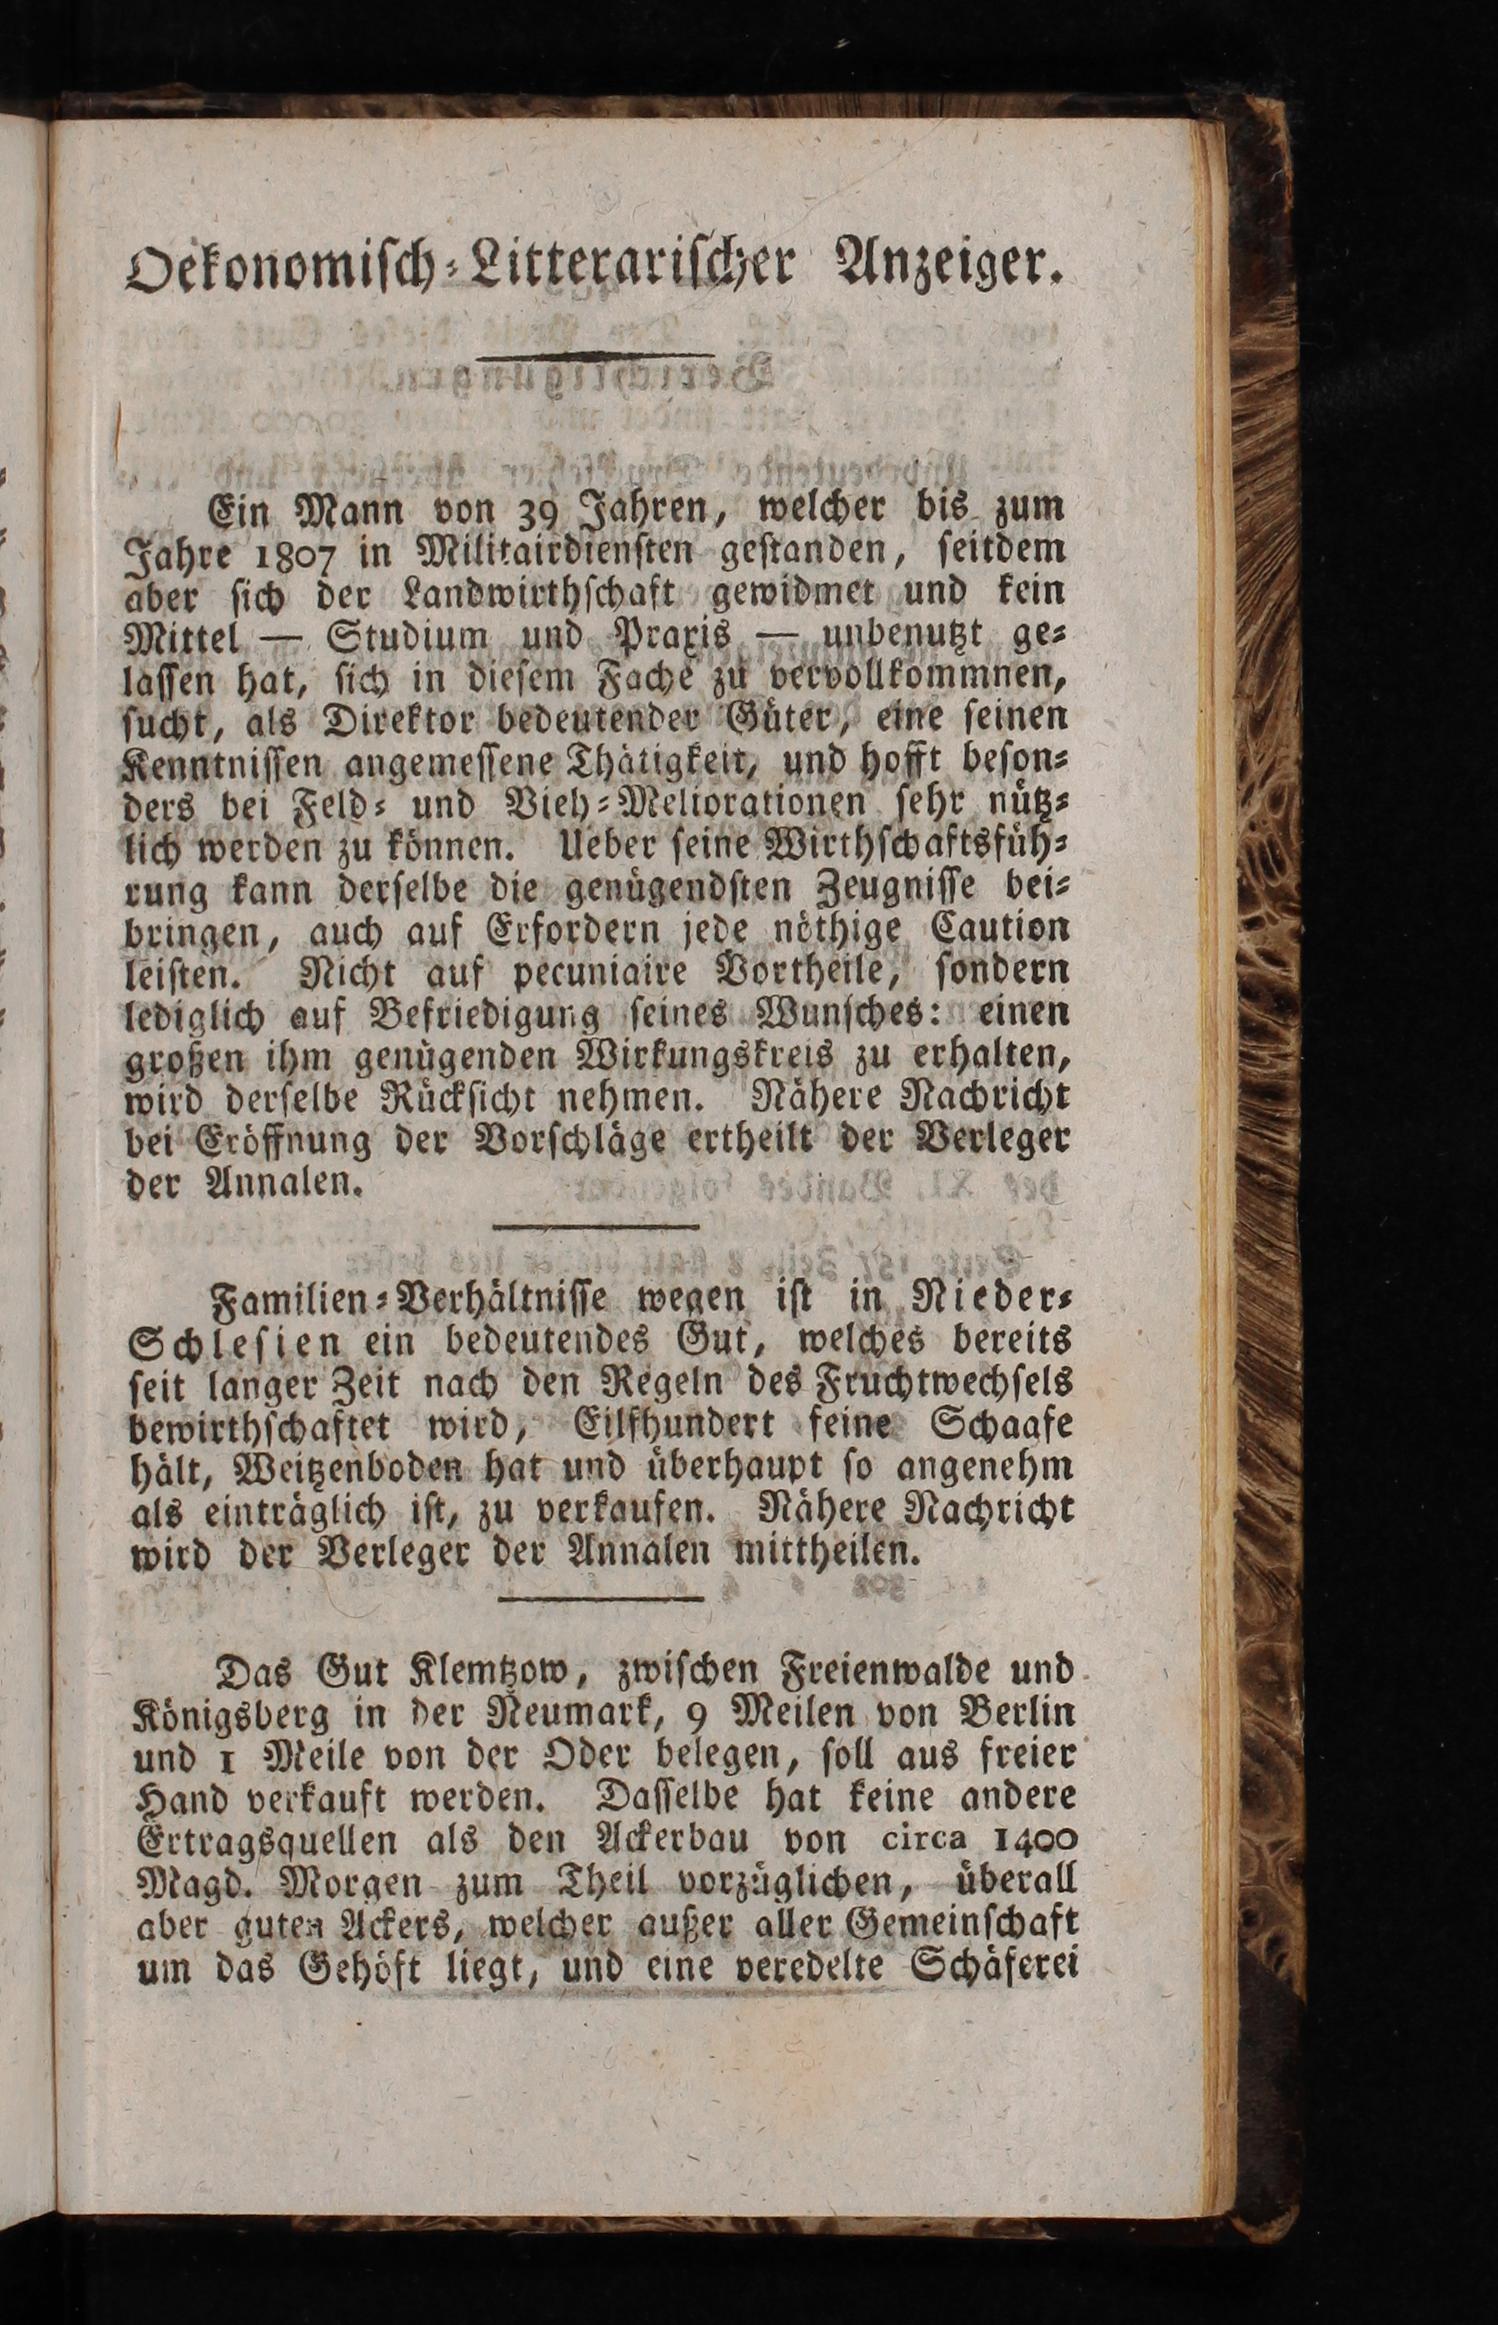 Oekonomiſch-Litterariſcher Anzeiger.
Ein Mann von 39 Jahren, welcher bis zum
Jahre 1807 in Militairdienſten geſtanden, ſeitdem
aber ſich der Landwirthſchaft gewidmet und kein
Mittel — Studium und Praxis — unbenutzt ge-
laſſen hat, ſich in dieſem Fache zu vervollkommnen,
ſucht, als Direktor bedeutender Güter, eine ſeinen
Kenntniſſen angemeſſene Thätigkeit, und hofft beſon-
ders bei Feld- und Vieh-Meliorationen ſehr nütz-
lich werden zu können. Ueber ſeine Wirthſchaftsfüh-
rung kann derſelbe die genügendſten Zeugniſſe bei-
bringen, auch auf Erfordern jede nöthige Caution
leiſten. Nicht auf pecuniaire Vortheile, ſondern
lediglich auf Befriedigung ſeines Wunſches: einen
großen ihm genügenden Wirkungskreis zu erhalten,
wird derſelbe Rückſicht nehmen. Nähere Nachricht
bei Eröffnung der Vorſchläge ertheilt der Verleger
der Annalen.
Familien-Verhältniſſe wegen iſt in Nieder-
Schleſien ein bedeutendes Gut, welches bereits
ſeit langer Zeit nach den Regeln des Fruchtwechſels
bewirthſchaftet wird, Eilfhundert feine Schaafe
hält, Weitzenboden hat und überhaupt ſo angenehm
als einträglich iſt, zu verkaufen. Nähere Nachricht
wird der Verleger der Annalen mittheilen.
Das Gut Klemtzow, zwiſchen Freienwalde und
Königsberg in der Neumark, 9 Meilen von Berlin
und 1 Meile von der Oder belegen, ſoll aus freier
Hand verkauft werden. Daſſelbe hat keine andere
Ertragsquellen als den Ackerbau von circa 1400
Magd. Morgen zum Theil vorzüglichen, überall
aber guten Ackers, welcher außer aller Gemeinſchaft
um das Gehöft liegt, und eine veredelte Schäferei